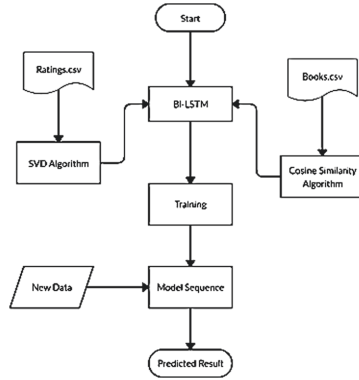 Start
Ratings.csv
Books.csv
BI-LSTM
SVD Algorithm
Cosine Similarity
Algorithm
Training
New Data
Model Sequence
Predicted Result